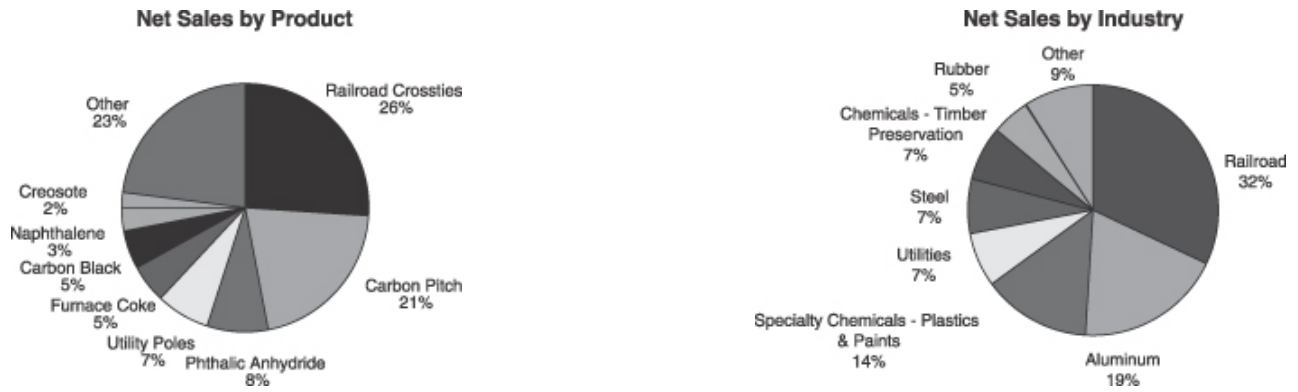 Net Sales by Product
Railroad Crossties
26%
Carbon Pitch
21%
Phthalic Anhydride
8%
Utility Poles
7%
Furnace Coke
5%
Carbon Black
5%
Naphthalene
3%
Creosote
2%
Other
23%
Net Sales by Industry
Railroad
32%
Aluminum
19%
Specialty Chemicals - Plastics
& Paints
14%
Utilities
7%
Steel
7%
Chemicals - Timber
Preservation
7%
Rubber
5%
Other
9%